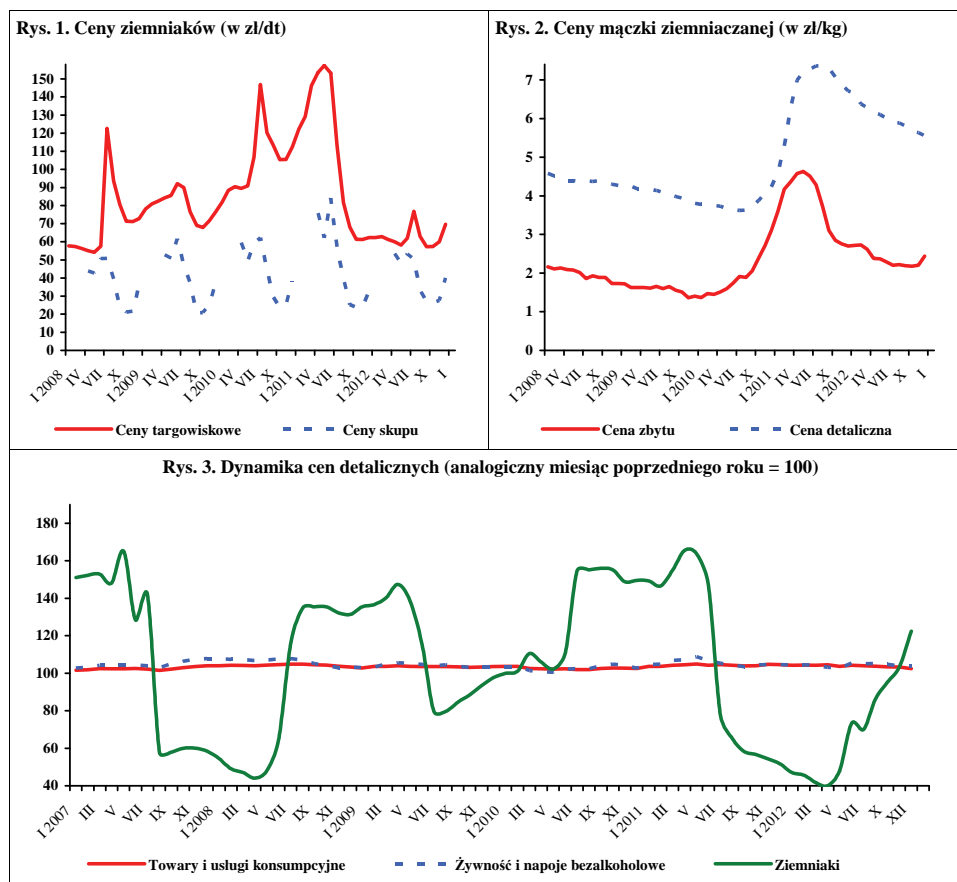 Rys. 1. Ceny ziemniaków (w zł/dt)
150
140
130
120
110
100
90
80
70
60
50
40
30
20
10
0
I 2008
IV
VII
X
I 2009
IV
VII
X
I 2010
IV
VII
X
I 2011
IV
VII
X
I 2012
IV
VII
X
I
Ceny targowiskowe
Ceny skupu
Rys. 2. Ceny mączki ziemniaczanej (w zł/kg)
7
6
5
4
3
2
1
0
I 2008
IV
VII
X
I 2009
IV
VII
X
I 2010
IV
VII
X
I 2011
IV
VII
X
I 2012
IV
VII
X
I
Cena zbytu
Cena detaliczna
Rys. 3. Dynamika cen detalicznych (analogiczny miesiąc poprzedniego roku = 100)
180
160
140
120
100
80
60
40
I 2007
III
V
VII
IX
XI
I 2008
III
V
VII
IX
XI
I 2009
III
V
VII
IX
XI
I 2010
III
V
VII
IX
XI
I 2011
III
V
VII
IX
XI
I 2012
III
V
VII
X
XII
Towary i usługi konsumpcyjne
Żywność i napoje bezalkoholowe
Ziemniaki